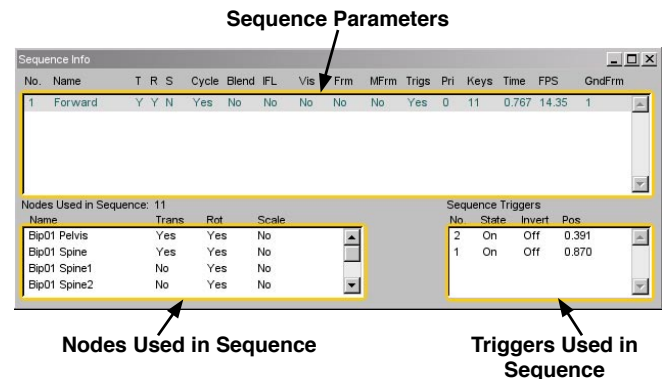 Sequence Parameters
Sequence Info
No. Name T R S Cycle Blend IFL Vis Frm MFrm Trigs Pri Keys Time FPS GndFrm
1 Forward Y Y N Yes No No No No No Yes 0 11 0.767 14.35 1
Nodes Used in Sequence: 11
Name Trans Rot Scale
Bip01 Pelvis Yes Yes No
Bip01 Spine Yes Yes No
Bip01 Spine1 No Yes No
Bip01 Spine2 No Yes No
Sequence Triggers
No. State Invert Pos
2 On Off 0.391
1 On Off 0.870
Nodes Used in Sequence
Triggers Used in
Sequence